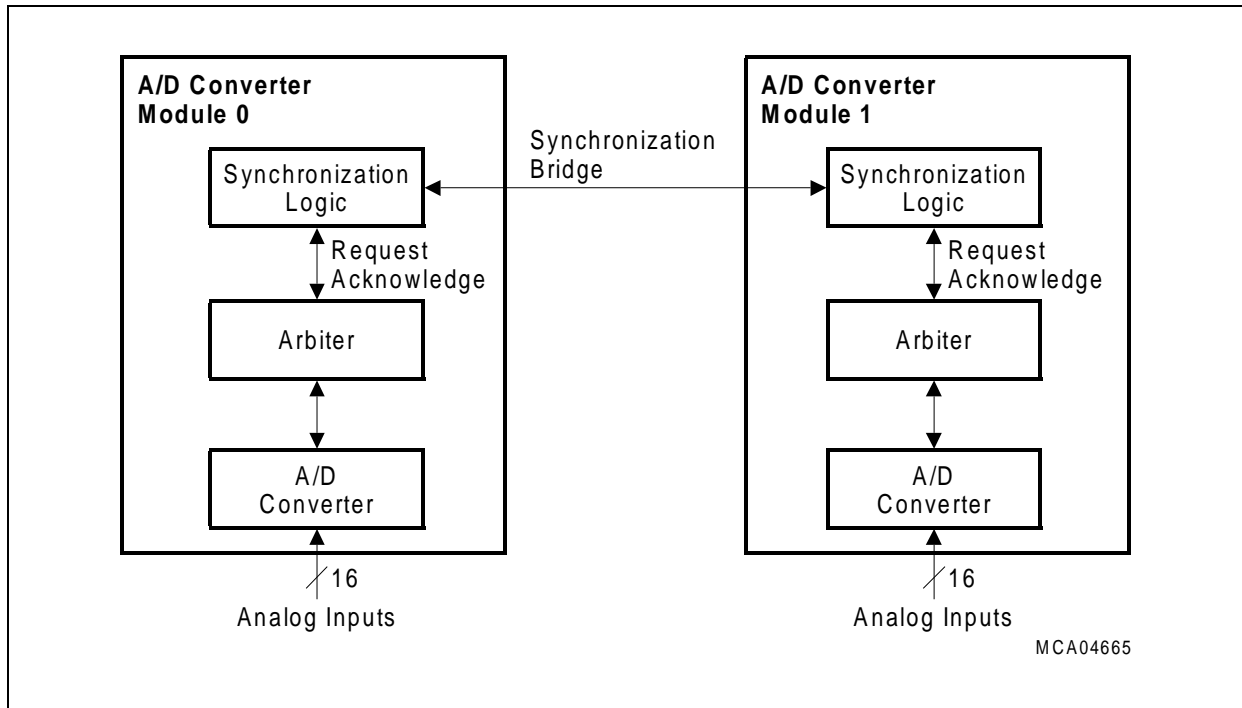 A/D Converter
Module 0
Synchronization
Logic
Request
Acknowledge
Arbiter
A/D
Converter
16
Analog Inputs
Synchronization
Bridge
A/D Converter
Module 1
Synchronization
Logic
Request
Acknowledge
Arbiter
A/D
Converter
16
Analog Inputs
MCA04665